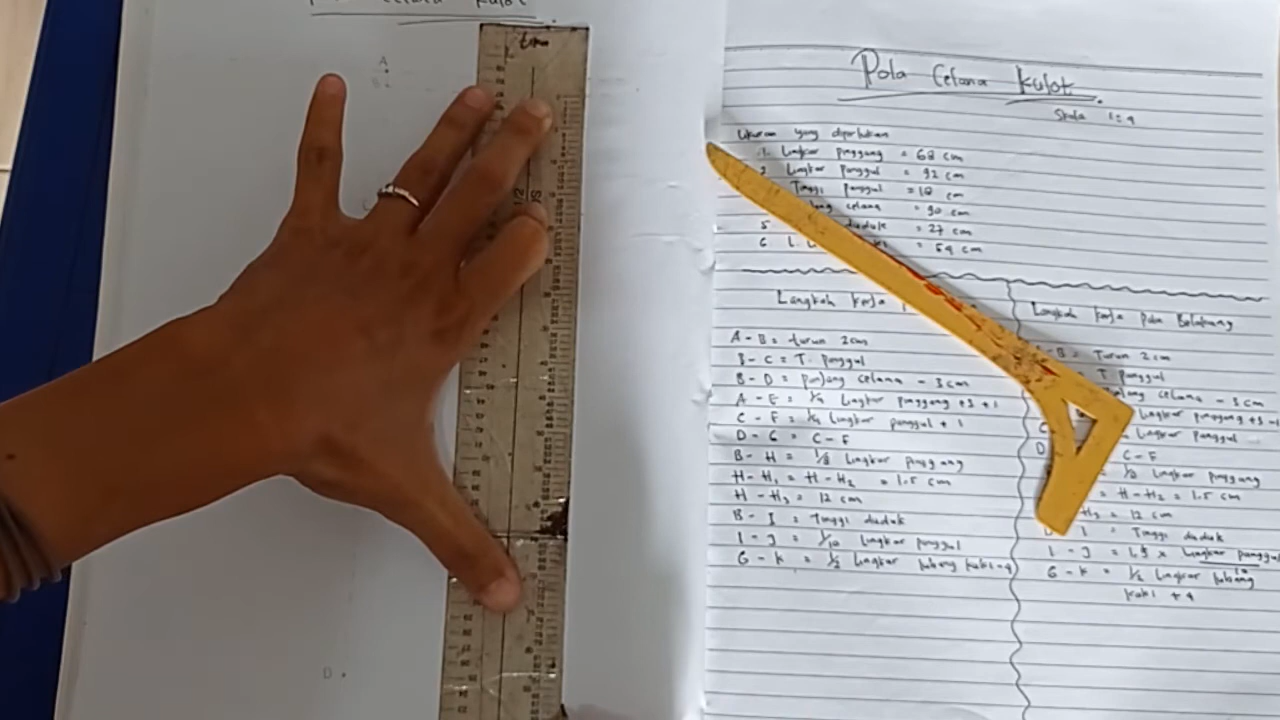 A
D
Pola Celana Kulot
Skala 1:4
Ukuran yang diperlukan
1. Lingkar pinggang = 68 cm
2 Lingkar panggul = 92 cm
Tinggi panggul = 18 cm
celana = 90 cm
5 duduk = 27 cm
6 L. = 54 cm
Langkah kerja
A - B = turun 2 cm
B - C = T. Panggul
B - D = panjang celana - 3 cm
A - E = 1/4 Lingkar pinggang +3 +1
C - F = 1/4 Lingkar panggul + 1
D - G = C - F
B - H = 1/8 Lingkar pinggang
H - H1 = H - H2 = 1.5 cm
H - H3 = 12 cm
B - I = Tinggi duduk
I - J = 1/10 Lingkar panggul
G - K = 1/2 Lingkar lubang kaki - 4
Langkah kerja Pola Belakang
- B = Turun 2 cm
T. panggul
celana - 3 cm
Lingkar pinggang +3 - 1
Lingkar panggul
C - F
1/8 Lingkar pinggang
= H - H2 = 1.5 cm
H3 = 12 cm
I = Tinggi duduk
I - J = Lingkar panggul
G - K = 1/2 Lingkar lubang
kaki + 4